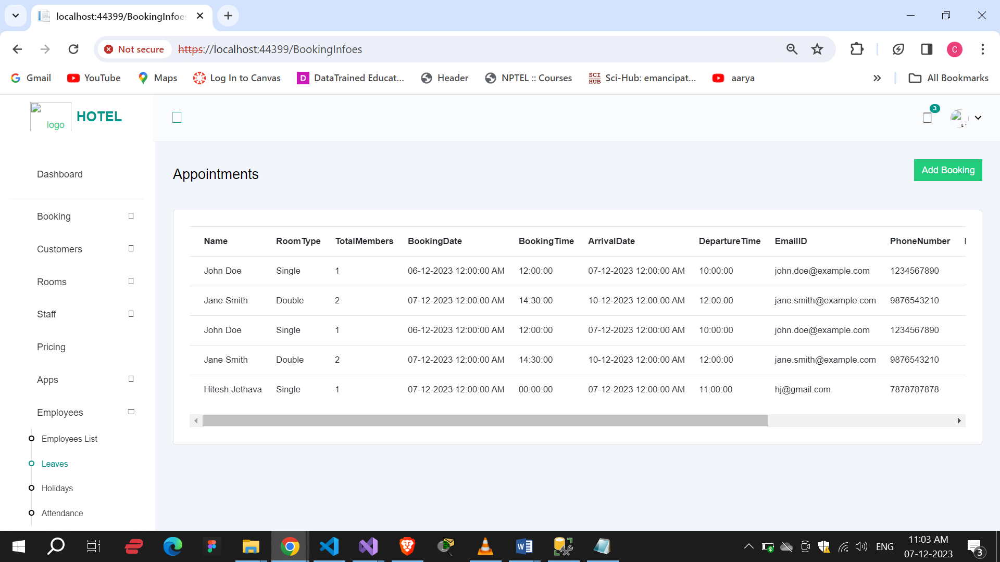 localhost:44399/BookingInfoes
Not secure https://localhost:44399/BookingInfoes C
Gmail YouTube Maps Log In to Canvas D DataTrained Educat... Header NPTEL :: Courses SCI HUB Sci-Hub: emancipat... aarya All Bookmarks
logo HOTEL 3
Dashboard
Booking
Customers
Rooms
Staff
Pricing
Apps
Employees
Employees List
Leaves
Holidays
Attendance
Appointments Add Booking
Name RoomType TotalMembers BookingDate BookingTime ArrivalDate DepartureTime EmailID PhoneNumber
John Doe Single 1 06-12-2023 12:00:00 AM 12:00:00 07-12-2023 12:00:00 AM 10:00:00 john.doe@example.com 1234567890
Jane Smith Double 2 07-12-2023 12:00:00 AM 14:30:00 10-12-2023 12:00:00 AM 12:00:00 jane.smith@example.com 9876543210
John Doe Single 1 06-12-2023 12:00:00 AM 12:00:00 07-12-2023 12:00:00 AM 10:00:00 john.doe@example.com 1234567890
Jane Smith Double 2 07-12-2023 12:00:00 AM 14:30:00 10-12-2023 12:00:00 AM 12:00:00 jane.smith@example.com 9876543210
Hitesh Jethava Single 1 07-12-2023 12:00:00 AM 00:00:00 07-12-2023 12:00:00 AM 11:00:00 hj@gmail.com 7878787878
ENG 11:03 AM
07-12-2023 3